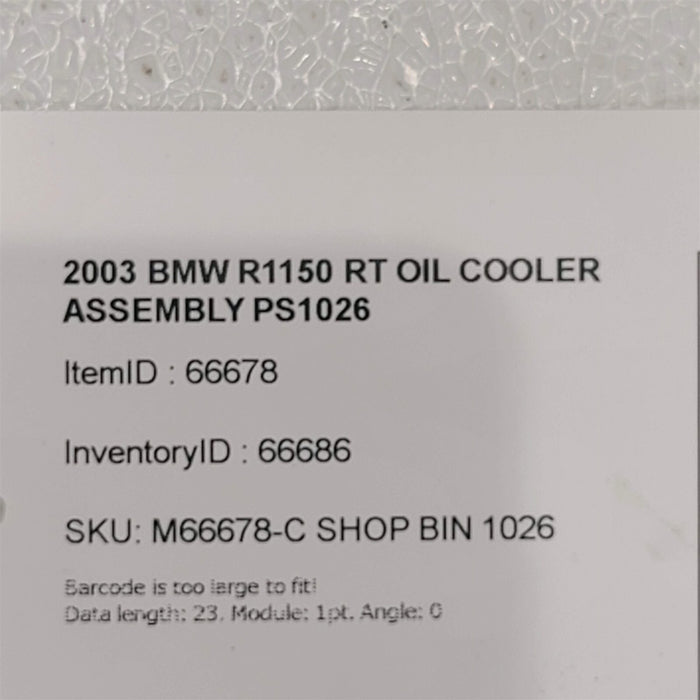 2003 BMW R1150 RT OIL COOLER
ASSEMBLY PS1026
ItemID : 66678
InventoryID : 66686
SKU: M66678-C SHOP BIN 1026
Barcode is too large to fit!
Data length: 23. Module: 1pt. Angle: 0